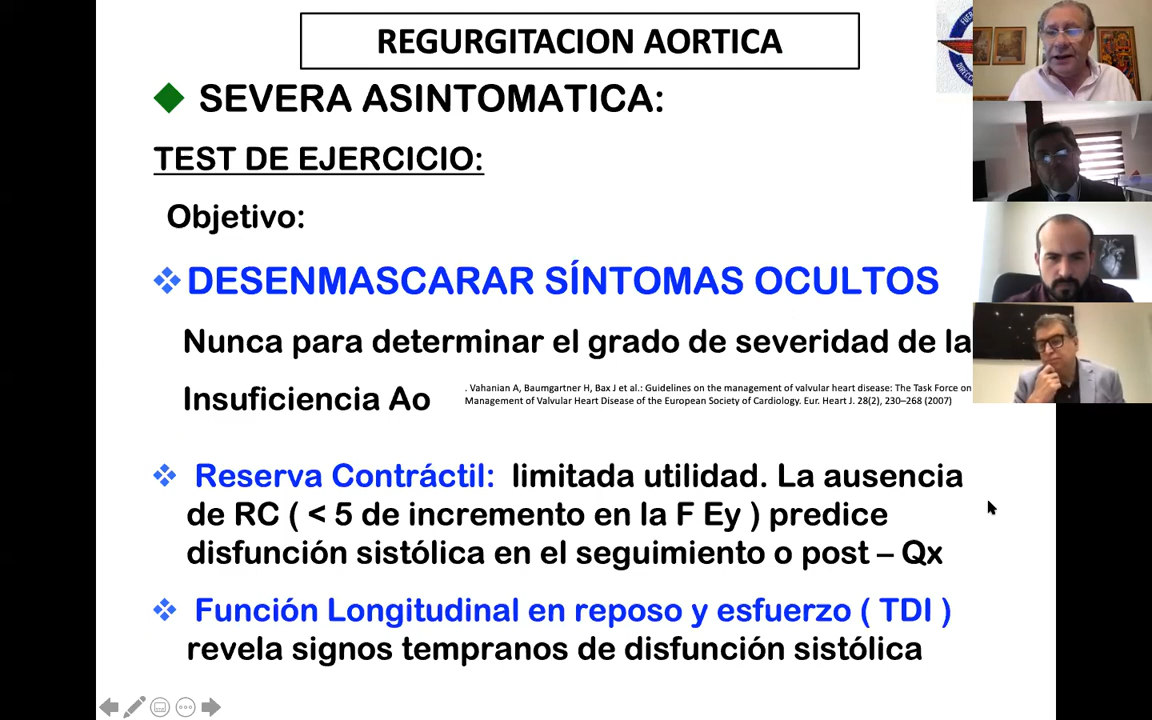 REGURGITACION AORTICA
SEVERA ASINTOMATICA:
TEST DE EJERCICIO:
Objetivo:
DESENMASCARAR SÍNTOMAS OCULTOS
Nunca para determinar el grado de severidad de la
Insuficiencia Ao
. Vahanian A, Baumgartner H, Bax J et al.: Guidelines on the management of valvular heart disease: The Task Force on
Management of Valvular Heart Disease of the European Society of Cardiology. Eur. Heart J. 28(2), 230–268 (2007)
Reserva Contráctil: limitada utilidad. La ausencia
de RC ( < 5 de incremento en la F Ey ) predice
disfunción sistólica en el seguimiento o post – Qx
Función Longitudinal en reposo y esfuerzo ( TDI )
revela signos tempranos de disfunción sistólica